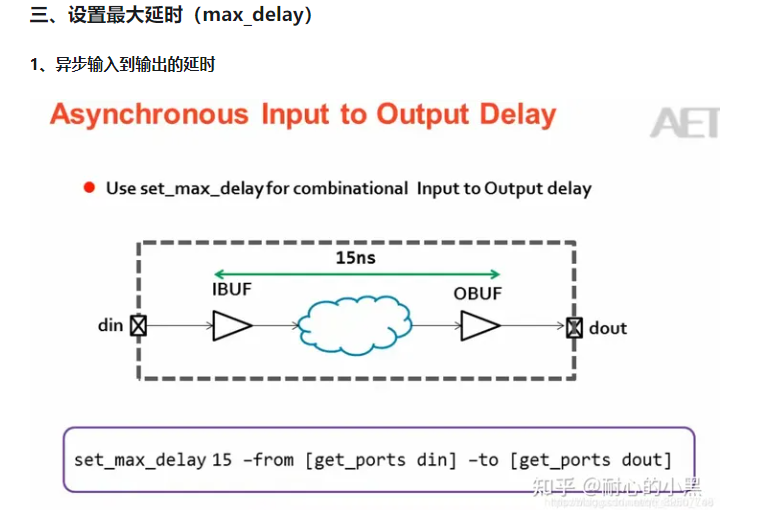 三、设置最大延时（max_delay）
1、异步输入到输出的延时
Asynchronous Input to Output Delay
AET
Use set_max_delay for combinational Input to Output delay
15ns
IBUF
OBUF
din
dout
set_max_delay 15 –from [get_ports din] –to [get_ports dout]
知乎 @耐心的小黑